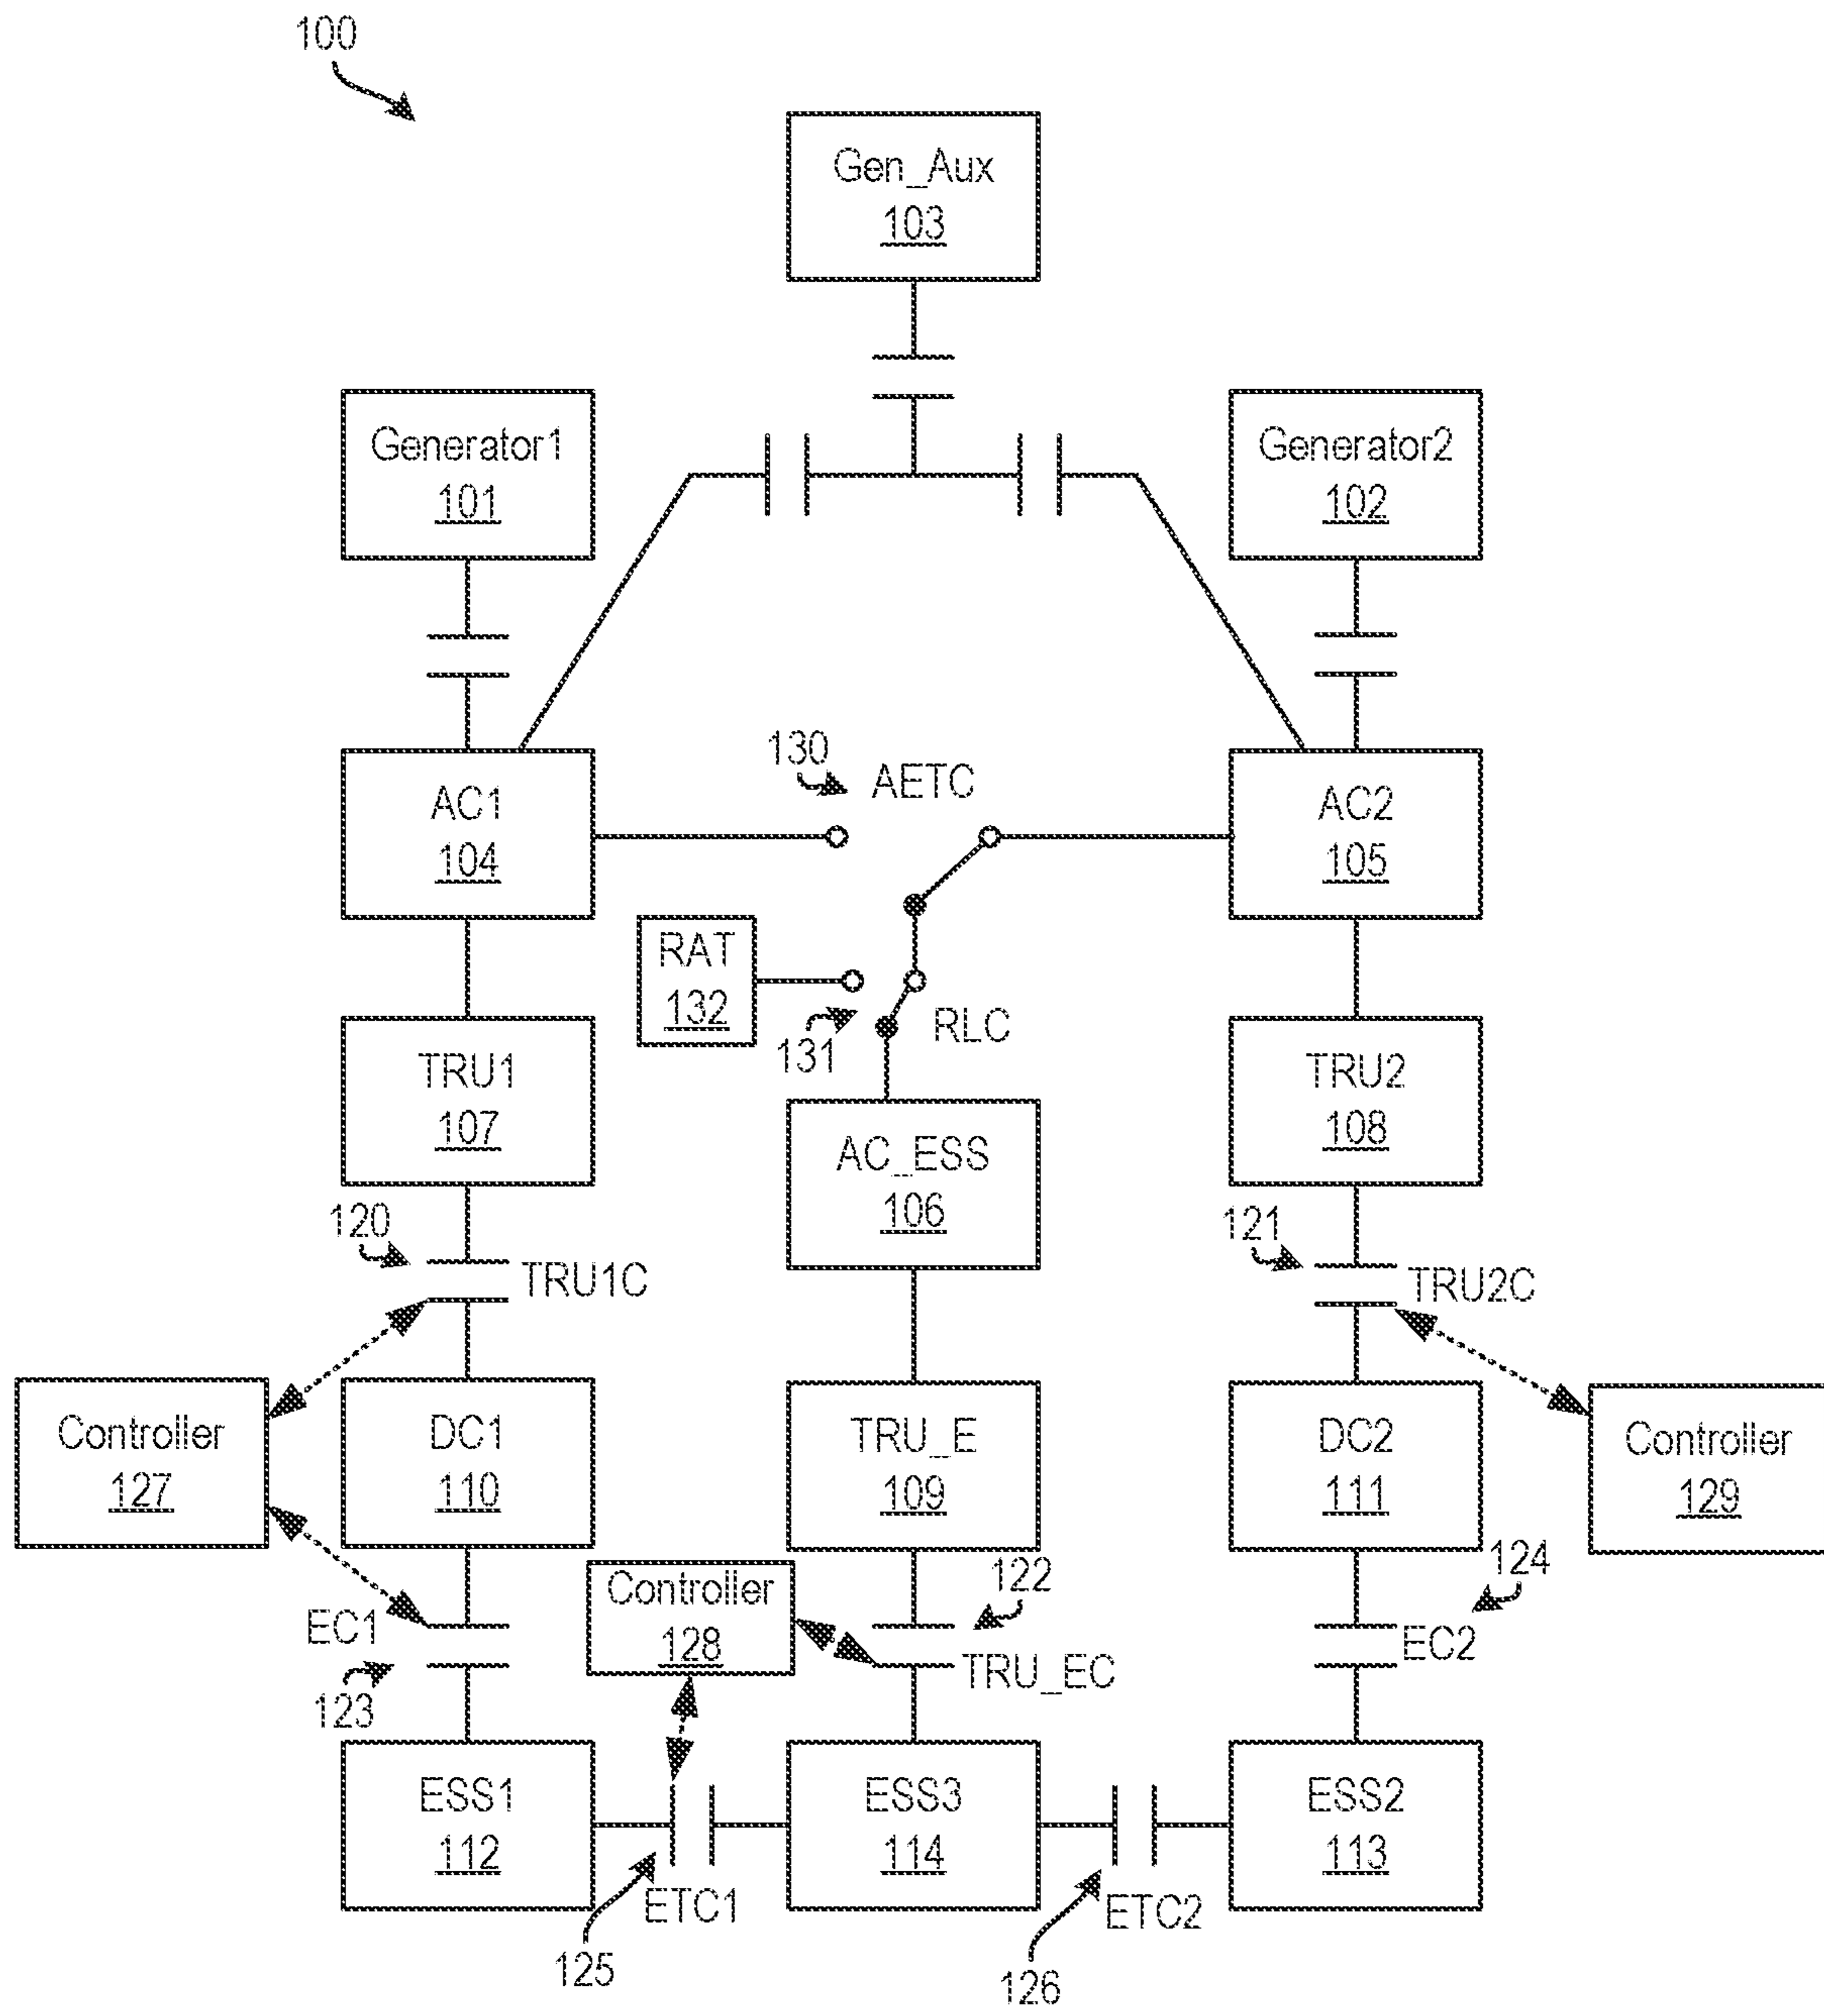 100
Gen_Aux
103
Generator1
101
Generator2
102
130
AETC
AC1
104
AC2
105
RAT
132
131
RLC
TRU1
107
TRU2
108
AC_ESS
106
120
TRU1C
121
TRU2C
Controller
127
DC1
110
TRU_E
109
DC2
111
Controller
129
EC1
123
Controller
128
122
TRU_EC
124
EC2
ESS1
112
ESS3
114
ESS2
113
ETC1
125
ETC2
126